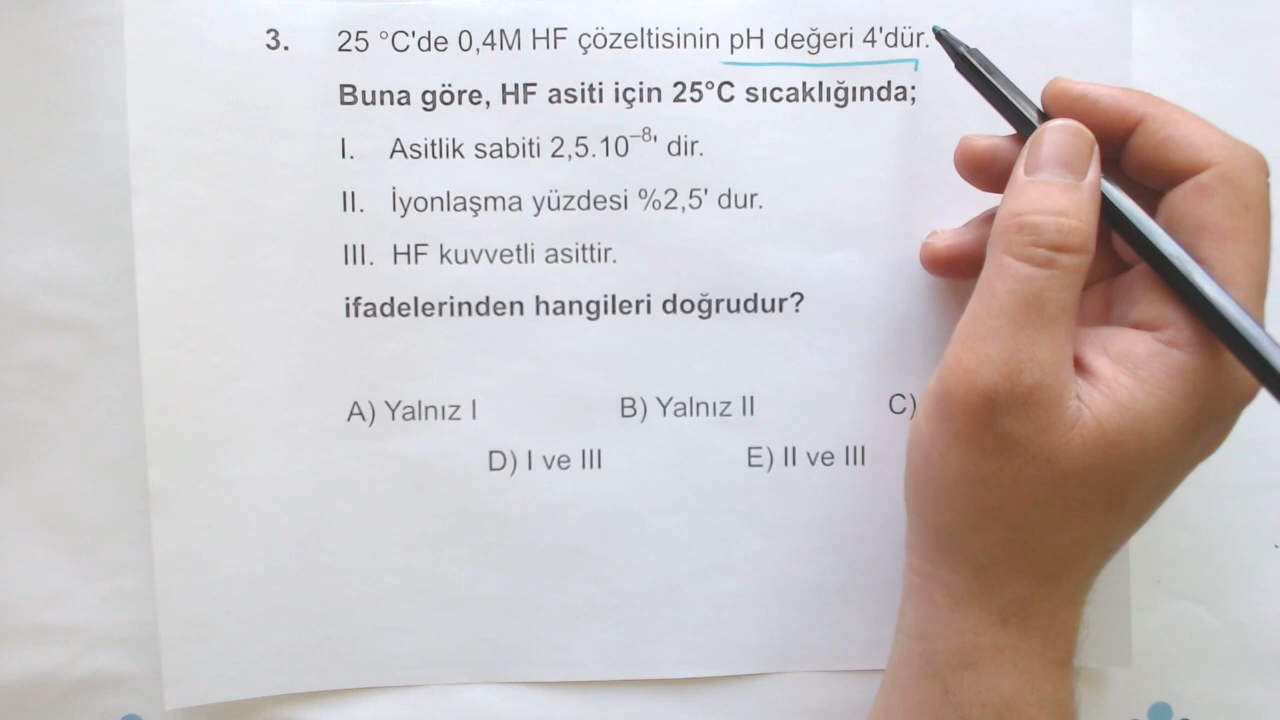 3. 25 °C'de 0,4M HF çözeltisinin pH değeri 4'dür.
Buna göre, HF asiti için 25°C sıcaklığında;
I. Asitlik sabiti 2,5.10⁻⁸' dir.
II. İyonlaşma yüzdesi %2,5' dur.
III. HF kuvvetli asittir.
ifadelerinden hangileri doğrudur?
A) Yalnız I B) Yalnız II C)
D) I ve III E) II ve III